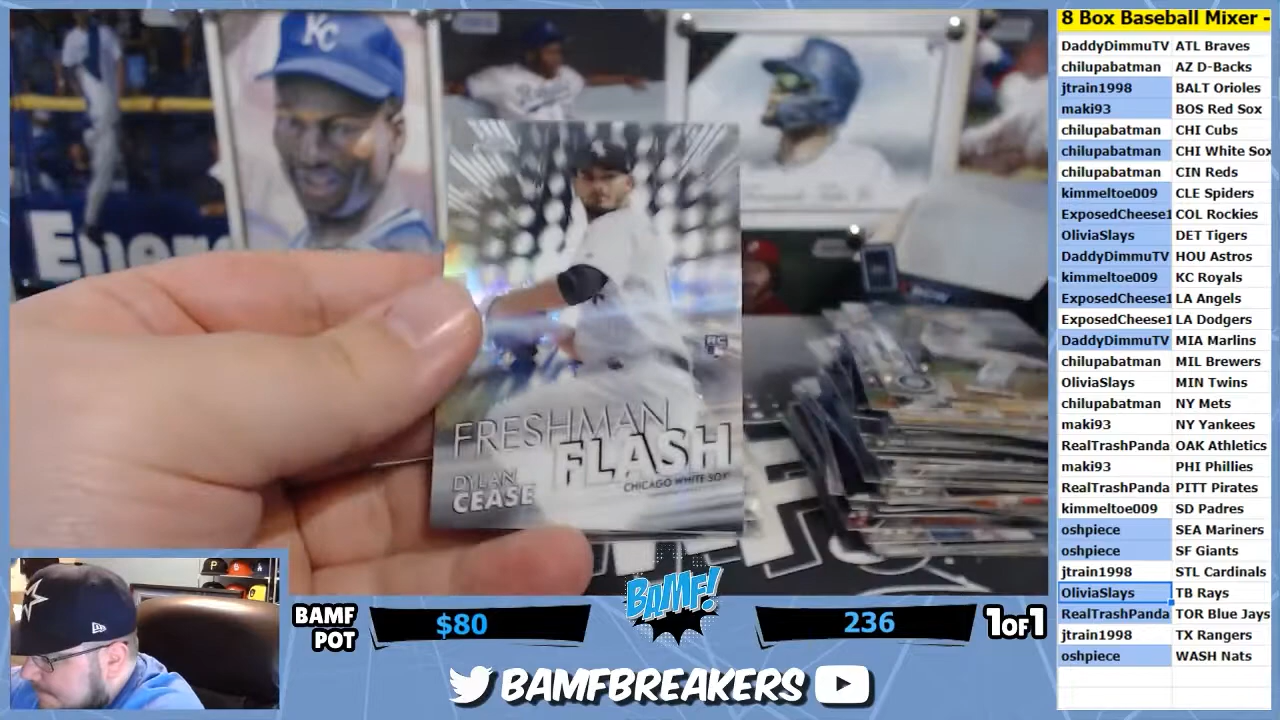 KC
FRESHMAN
FLASH
DYLAN
CEASE
CHICAGO WHITE SOX
RC
8 Box Baseball Mixer -
DaddyDimmuTV ATL Braves
chilupabatman AZ D-Backs
jtrain1998 BALT Orioles
maki93 BOS Red Sox
chilupabatman CHI Cubs
chilupabatman CHI White Sox
chilupabatman CIN Reds
kimmeltoe009 CLE Spiders
ExposedCheese1 COL Rockies
OliviaSlays DET Tigers
DaddyDimmuTV HOU Astros
kimmeltoe009 KC Royals
ExposedCheese1 LA Angels
ExposedCheese1 LA Dodgers
DaddyDimmuTV MIA Marlins
chilupabatman MIL Brewers
OliviaSlays MIN Twins
chilupabatman NY Mets
maki93 NY Yankees
RealTrashPanda OAK Athletics
maki93 PHI Phillies
RealTrashPanda PITT Pirates
kimmeltoe009 SD Padres
oshpiece SEA Mariners
oshpiece SF Giants
jtrain1998 STL Cardinals
OliviaSlays TB Rays
RealTrashPanda TOR Blue Jays
jtrain1998 TX Rangers
oshpiece WASH Nats
BAMF
POT
$80
BAMF!
236
1OF1
BAMFBREAKERS